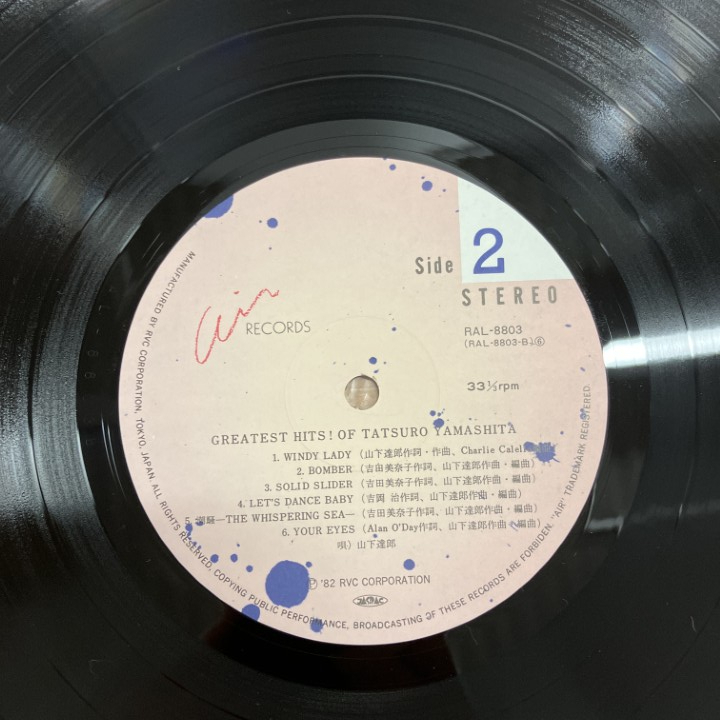 Side 2
STEREO
Air RECORDS
RAL-8803
(RAL-8803-B)⑥
33⅓rpm
GREATEST HITS! OF TATSURO YAMASHITA
1. WINDY LADY (山下達郎作詞・作曲、Charlie Calell
2. BOMBER (吉田美奈子作詞、山下達郎作曲・編曲)
3. SOLID SLIDER (吉田美奈子作詞、山下達郎作曲・編曲)
4. LET'S DANCE BABY (吉岡 治作詞、山下達郎作曲・編曲)
5. 潮騒—THE WHISPERING SEA— (吉田美奈子作詞、山下達郎作曲・編曲)
6. YOUR EYES (Alan O'Day作詞、山下達郎作曲・編曲)
唄) 山下達郎
Ⓟ '82 RVC CORPORATION
JASRAC
MANUFACTURED BY RVC CORPORATION, TOKYO, JAPAN. ALL RIGHTS RESERVED, COPYING PUBLIC PERFORMANCE, BROADCASTING OF THESE RECORDS ARE FORBIDDEN. "AIR" TRADEMARK REGISTERED.